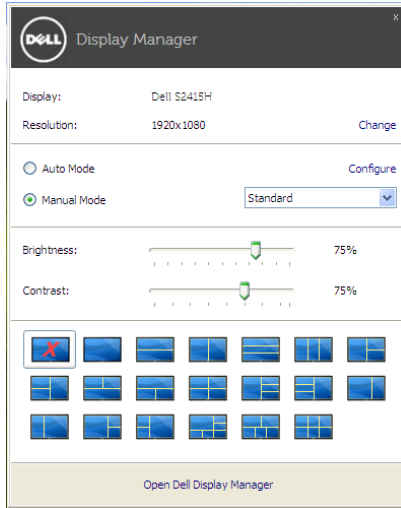 x
DELL Display Manager
Display: Dell S2415H
Resolution: 1920x1080 Change
Auto Mode Configure
Manual Mode Standard
Brightness: 75%
Contrast: 75%
Open Dell Display Manager